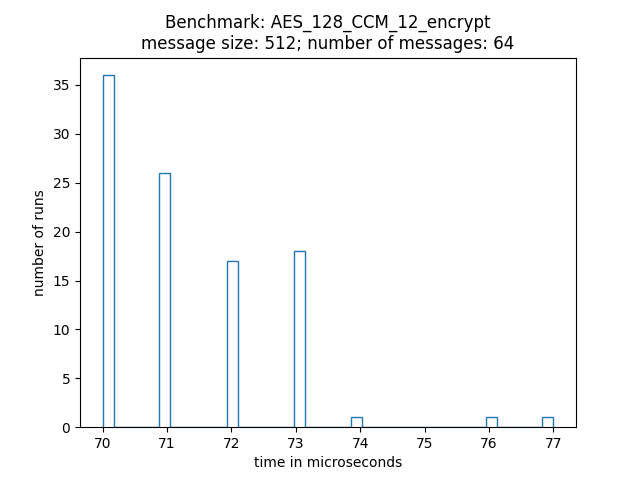 Benchmark: AES_128_CCM_12_encrypt
message size: 512; number of messages: 64
number of runs
35
30
25
20
15
10
5
0
70 71 72 73 74 75 76 77
time in microseconds